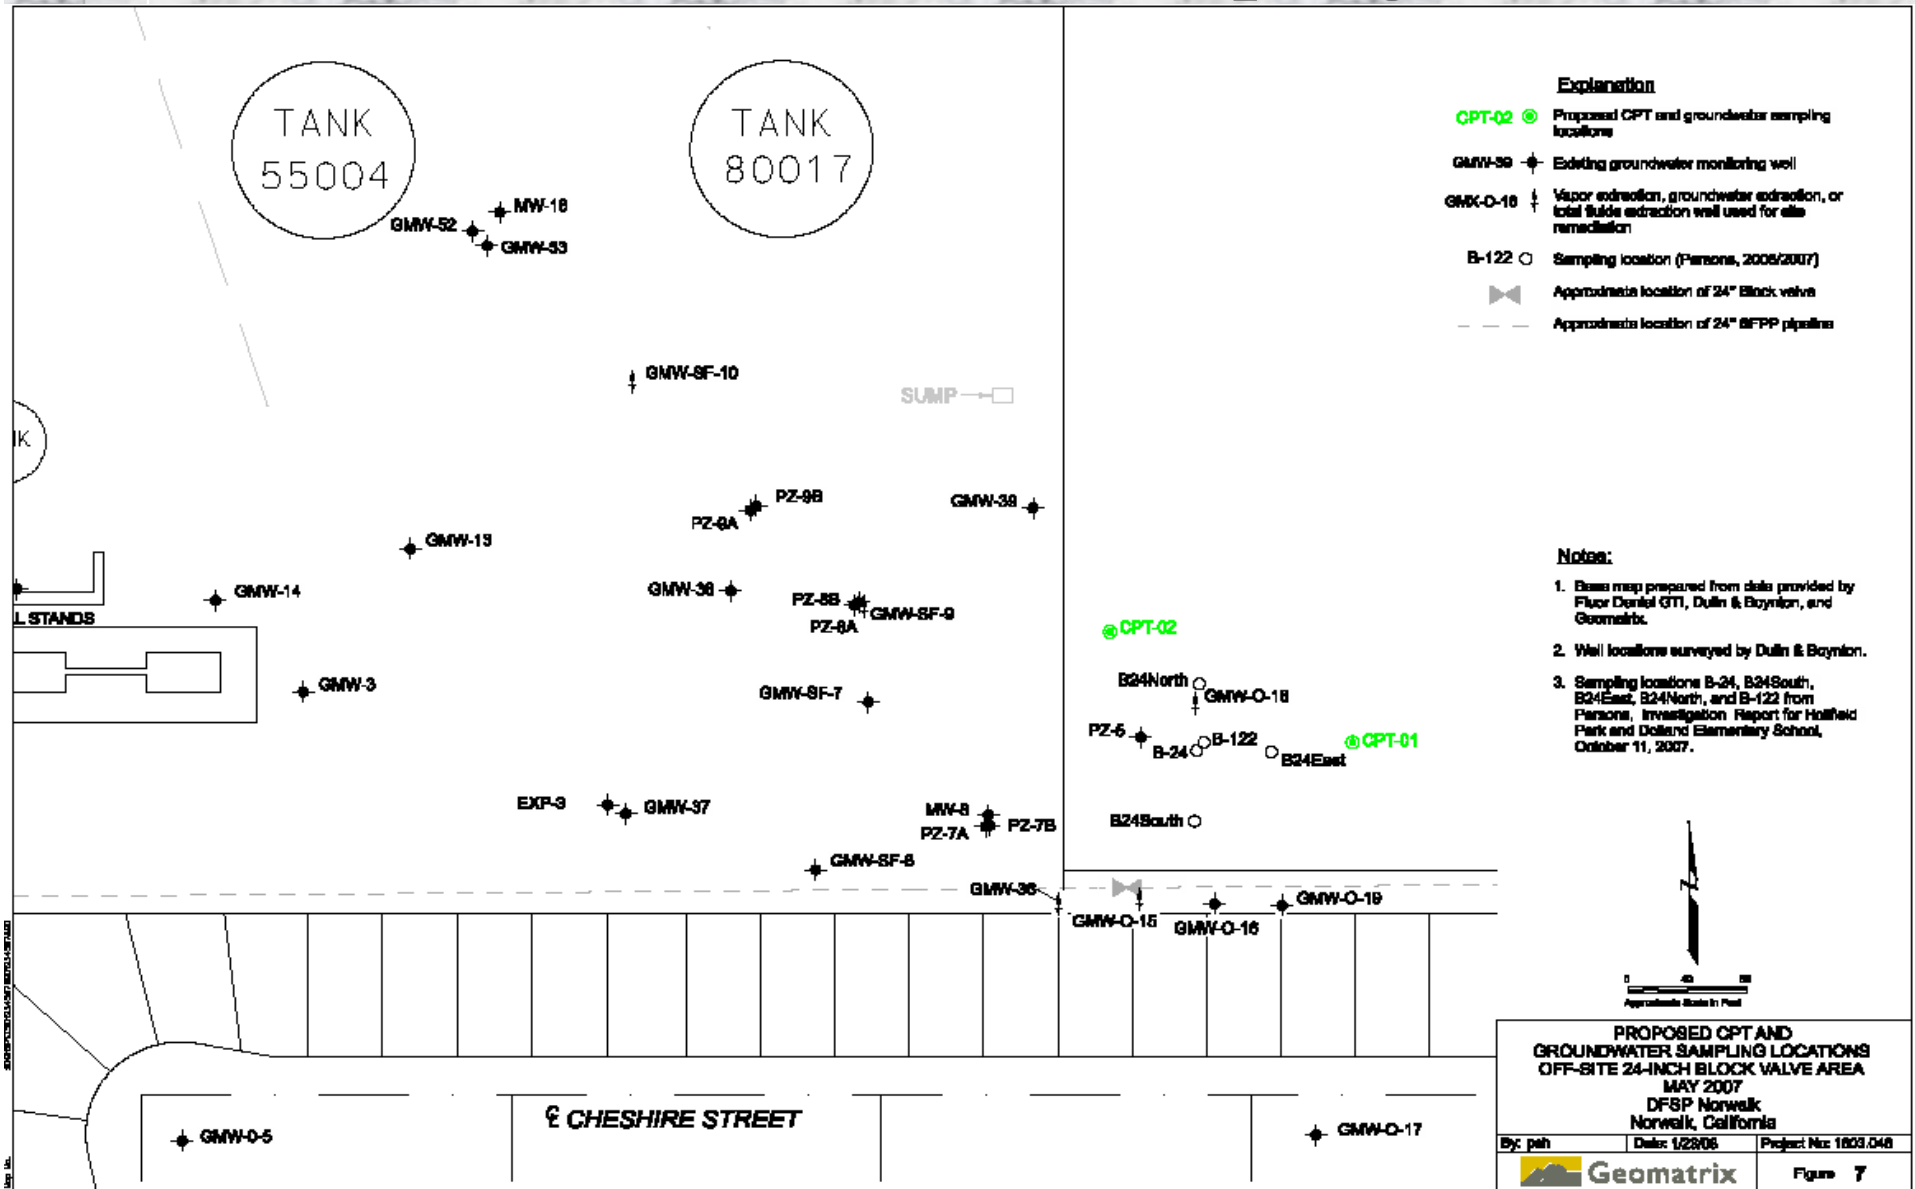 TANK
55004
TANK
80017
MW-18
GMW-52
GMW-53
GMW-SF-10
SUMP
PZ-9B
PZ-9A
GMW-39
GMW-13
GMW-14
GMW-36
PZ-8B
GMW-SF-9
PZ-8A
L STANDS
GMW-3
GMW-SF-7
CPT-02
B24North
GMW-O-18
PZ-5
B-122
B-24
B24East
CPT-01
EXP-3
GMW-37
MW-8
PZ-7A
PZ-7B
B24South
GMW-SF-8
GMW-O-15
GMW-O-16
GMW-O-19
℄ CHESHIRE STREET
GMW-O-5
GMW-O-17
Explanation
CPT-02 Proposed CPT and groundwater sampling
locations
GMW-39 Existing groundwater monitoring well
GMX-O-18 Vapor extraction, groundwater extraction, or
total fluids extraction well used for site
remediation
B-122 Sampling location (Parsons, 2006/2007)
Approximate location of 24" Block valve
Approximate location of 24" SFPP pipeline
Notes:
1. Base map prepared from data provided by
Fluor Daniel GTI, Dulin & Boynton, and
Geomatrix.
2. Well locations surveyed by Dulin & Boynton.
3. Sampling locations B-24, B24South,
B24East, B24North, and B-122 from
Parsons, Investigation Report for Holifield
Park and Dolland Elementary School,
October 11, 2007.
0 40 80
Approximate Scale in Feet
PROPOSED CPT AND
GROUNDWATER SAMPLING LOCATIONS
OFF-SITE 24-INCH BLOCK VALVE AREA
MAY 2007
DFSP Norwalk
Norwalk, California
By: pah
Project No: 1603.046
Geomatrix
Figure 7